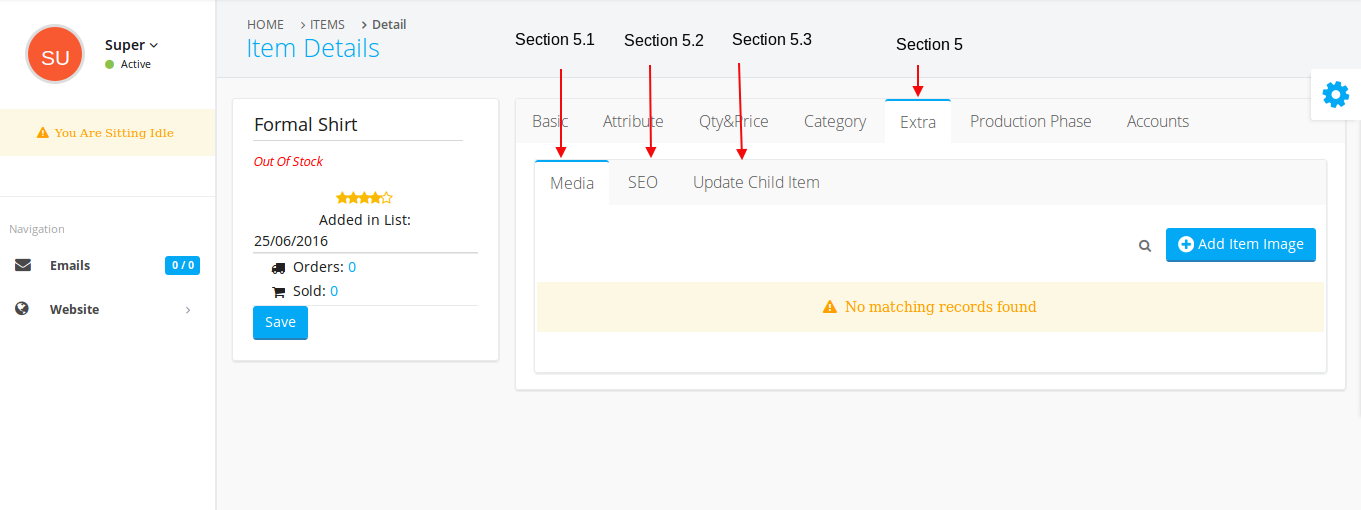 SU
Super
Active
You Are Sitting Idle
Navigation
Emails 0 / 0
Website
HOME > ITEMS > Detail
Item Details
Section 5.1 Section 5.2 Section 5.3 Section 5
Formal Shirt
Out Of Stock
Added in List:
25/06/2016
Orders: 0
Sold: 0
Save
Basic Attribute Qty&Price Category Extra Production Phase Accounts
Media SEO Update Child Item
Add Item Image
No matching records found